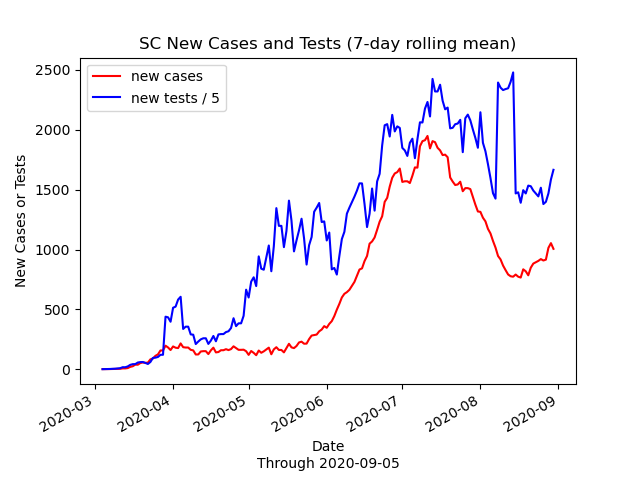 SC New Cases and Tests (7-day rolling mean)
new cases
new tests / 5
New Cases or Tests
2500
2000
1500
1000
500
0
2020-03
2020-04
2020-05
2020-06
2020-07
2020-08
2020-09
Date
Through 2020-09-05